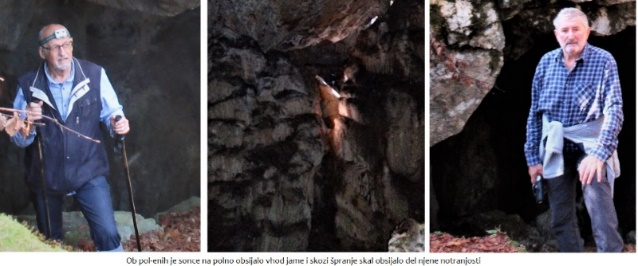 Ob pol-enih je sonce na polno obsijalo vhod jame i skozi špranje skal obsijalo del njene notranjosti